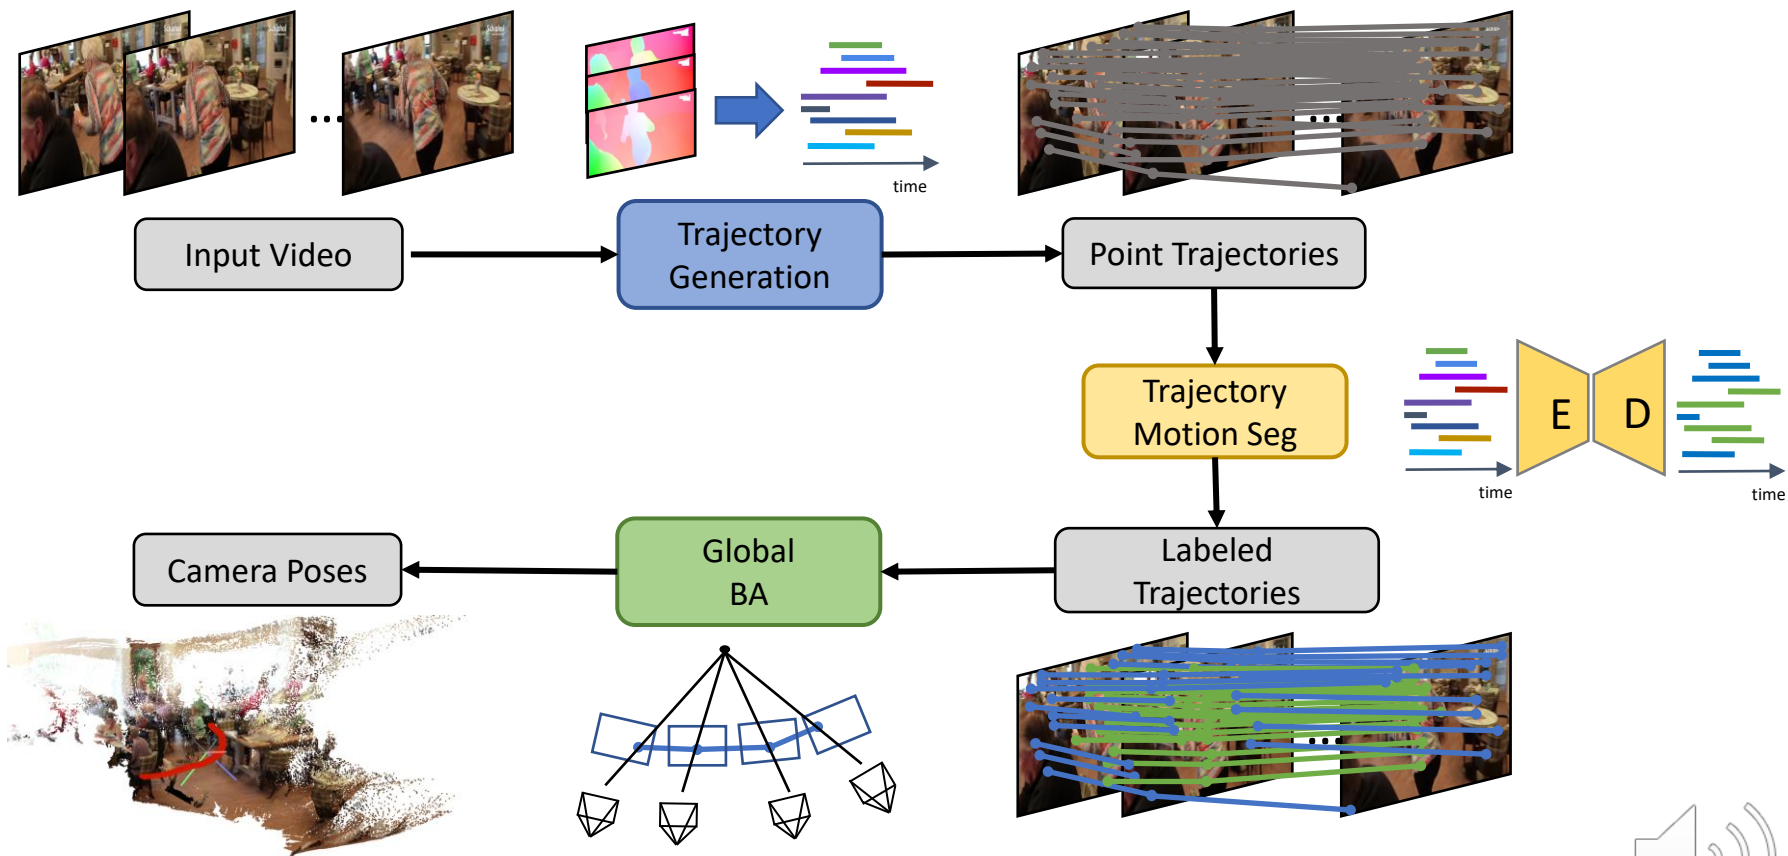 time
Input Video
Trajectory
Generation
Point Trajectories
Trajectory
Motion Seg
E
D
time
time
Camera Poses
Global
BA
Labeled
Trajectories